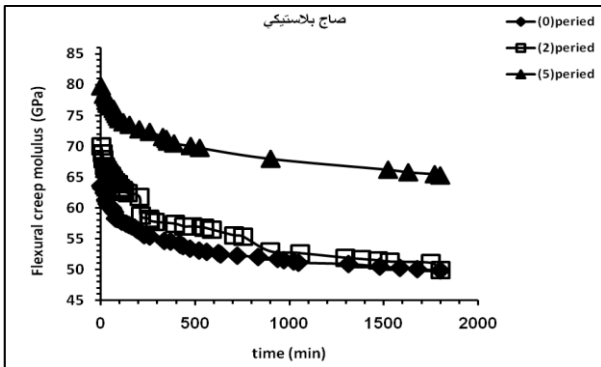 صاج بلاستيكي
(0)peried
(2)peried
(5)peried
Flexural creep molulus (GPa)
85
80
75
70
65
60
55
50
45
0
500
1000
1500
2000
time (min)